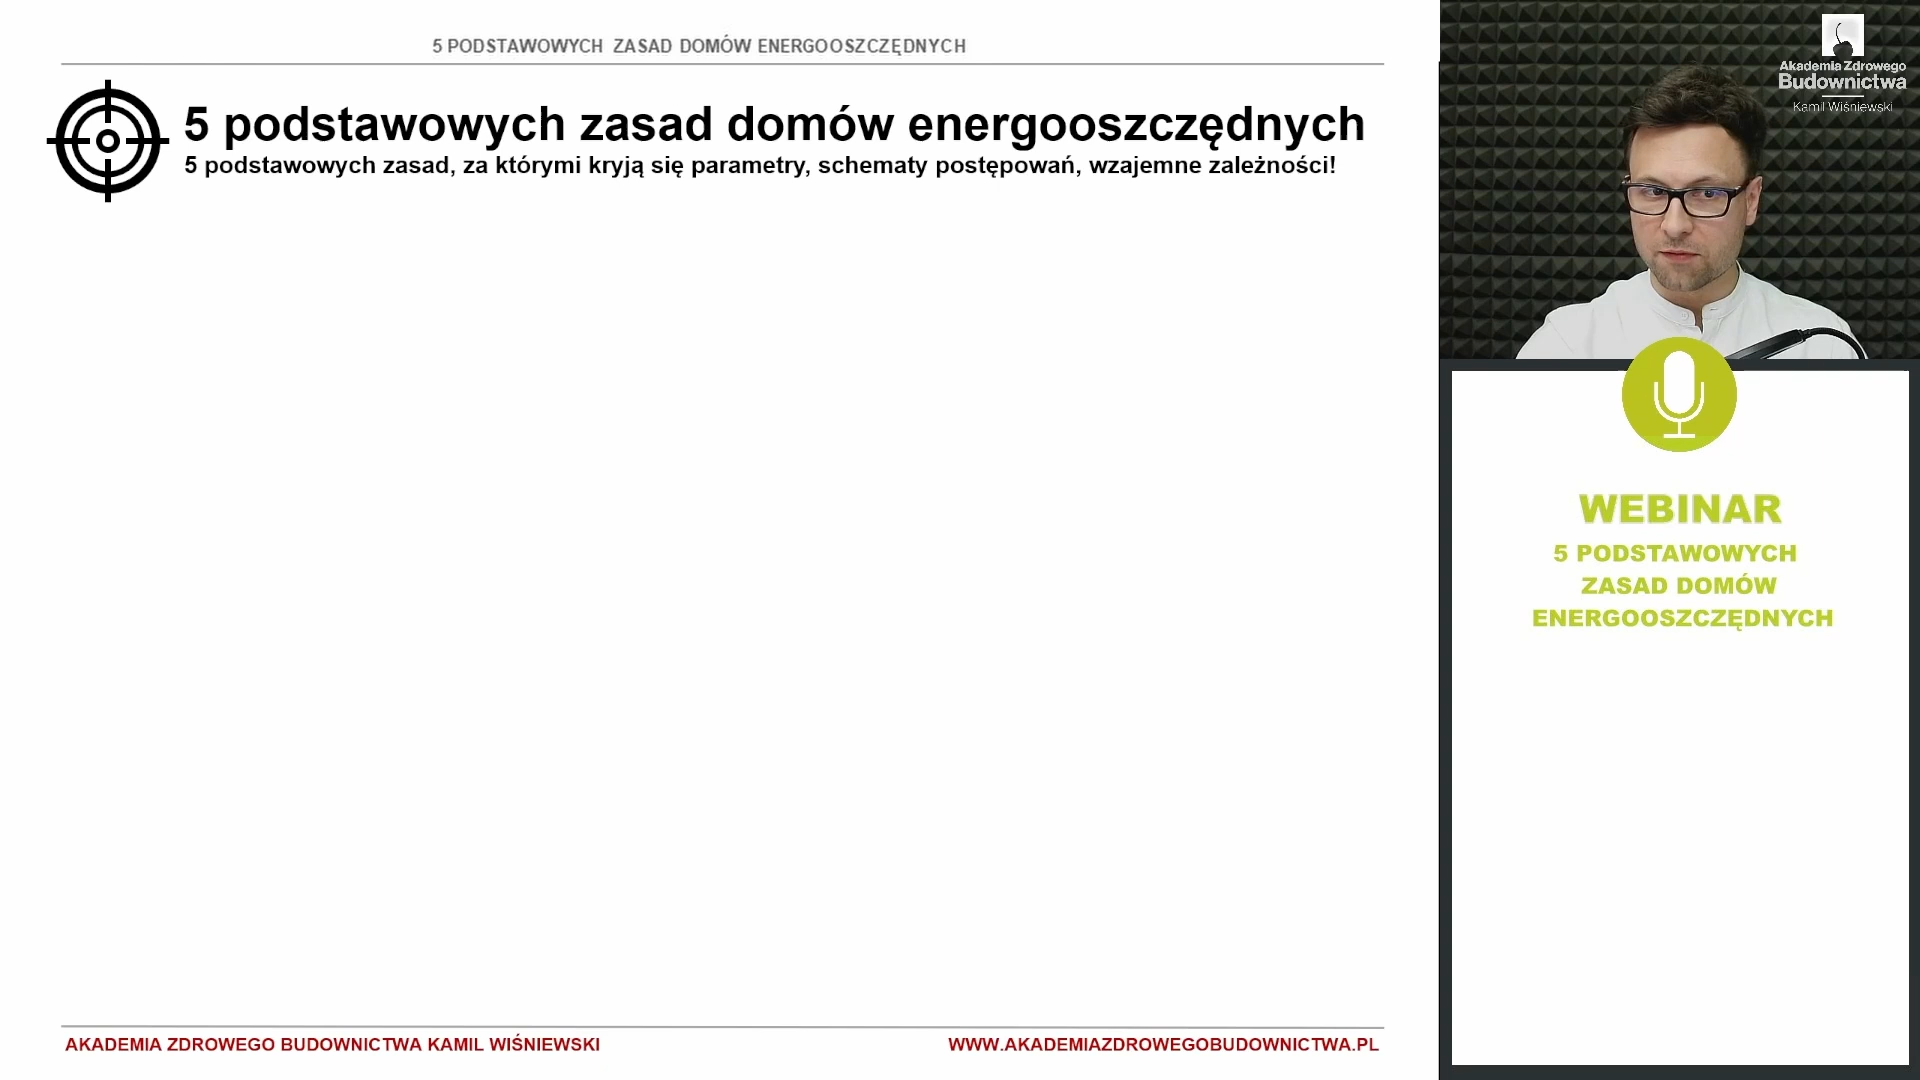 5 PODSTAWOWYCH ZASAD DOMÓW ENERGOOSZCZĘDNYCH
5 podstawowych zasad domów energooszczędnych
5 podstawowych zasad, za którymi kryją się parametry, schematy postępowań, wzajemne zależności!
AKADEMIA ZDROWEGO BUDOWNICTWA KAMIL WIŚNIEWSKI
WWW.AKADEMIAZDROWEGOBUDOWNICTWA.PL
Akademia Zdrowego
Budownictwa
Kamil Wiśniewski
WEBINAR
5 PODSTAWOWYCH
ZASAD DOMÓW
ENERGOOSZCZĘDNYCH